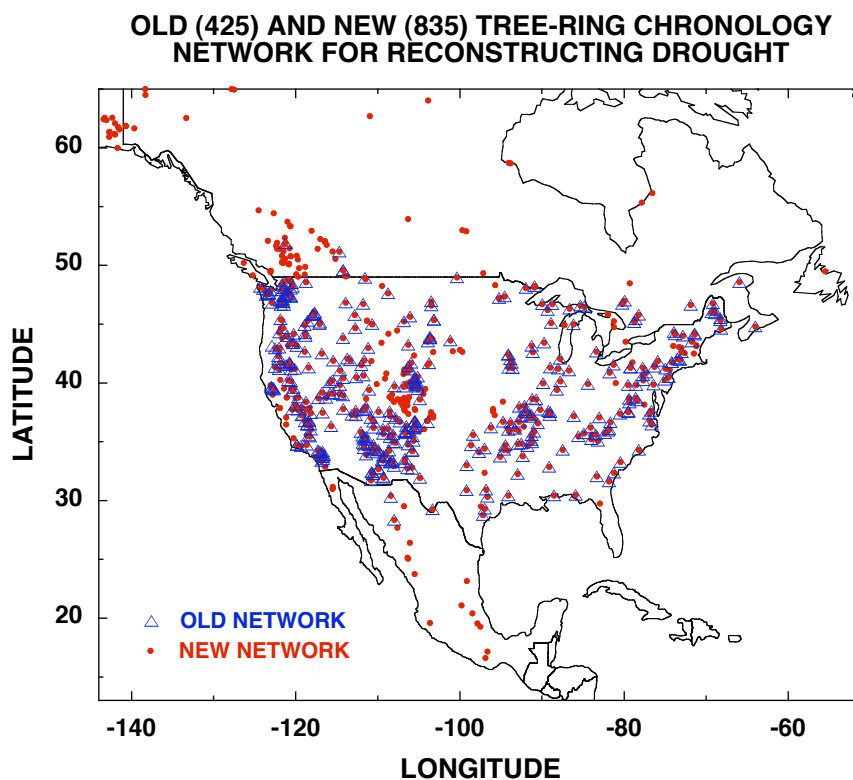 OLD (425) AND NEW (835) TREE-RING CHRONOLOGY
NETWORK FOR RECONSTRUCTING DROUGHT
60
50
40
30
20
LATITUDE
OLD NETWORK
NEW NETWORK
-140 -120 -100 -80 -60
LONGITUDE